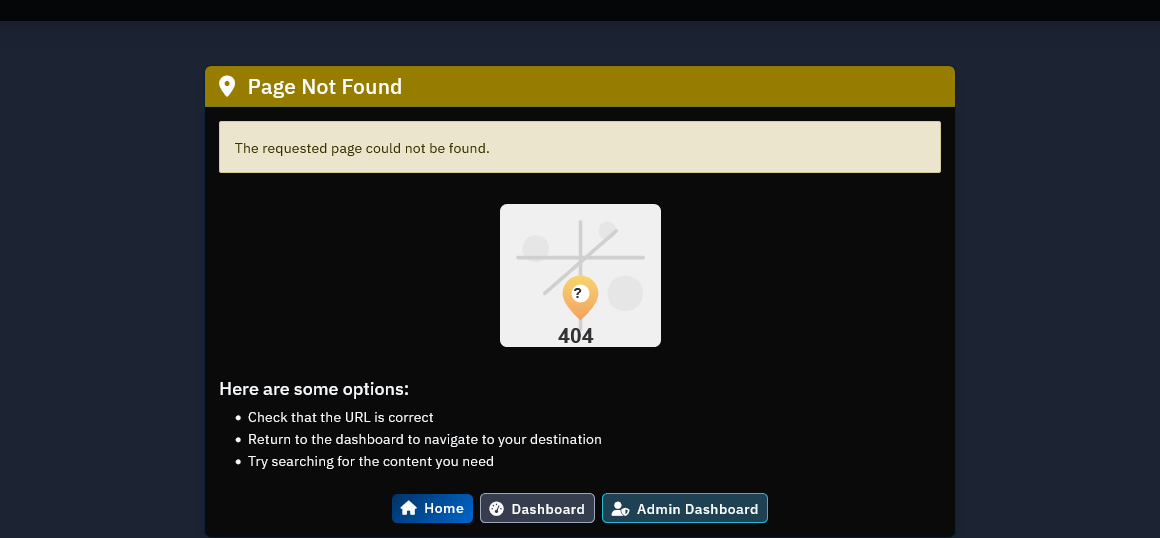 Page Not Found
The requested page could not be found.
?
404
Here are some options:
Check that the URL is correct
Return to the dashboard to navigate to your destination
Try searching for the content you need
Home Dashboard Admin Dashboard